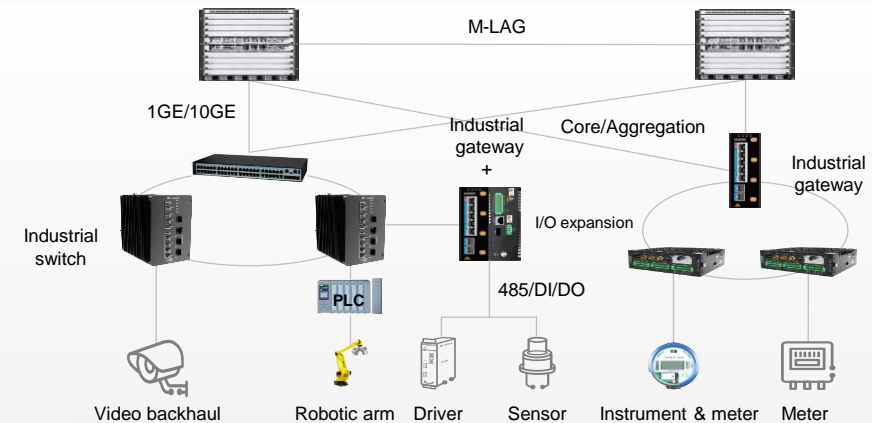 M-LAG
1GE/10GE
Industrial
gateway
+
Core/Aggregation
Industrial
gateway
I/O expansion
Industrial
switch
485/DI/DO
PLC
Video backhaul
Robotic arm
Driver
Sensor
Instrument & meter
Meter